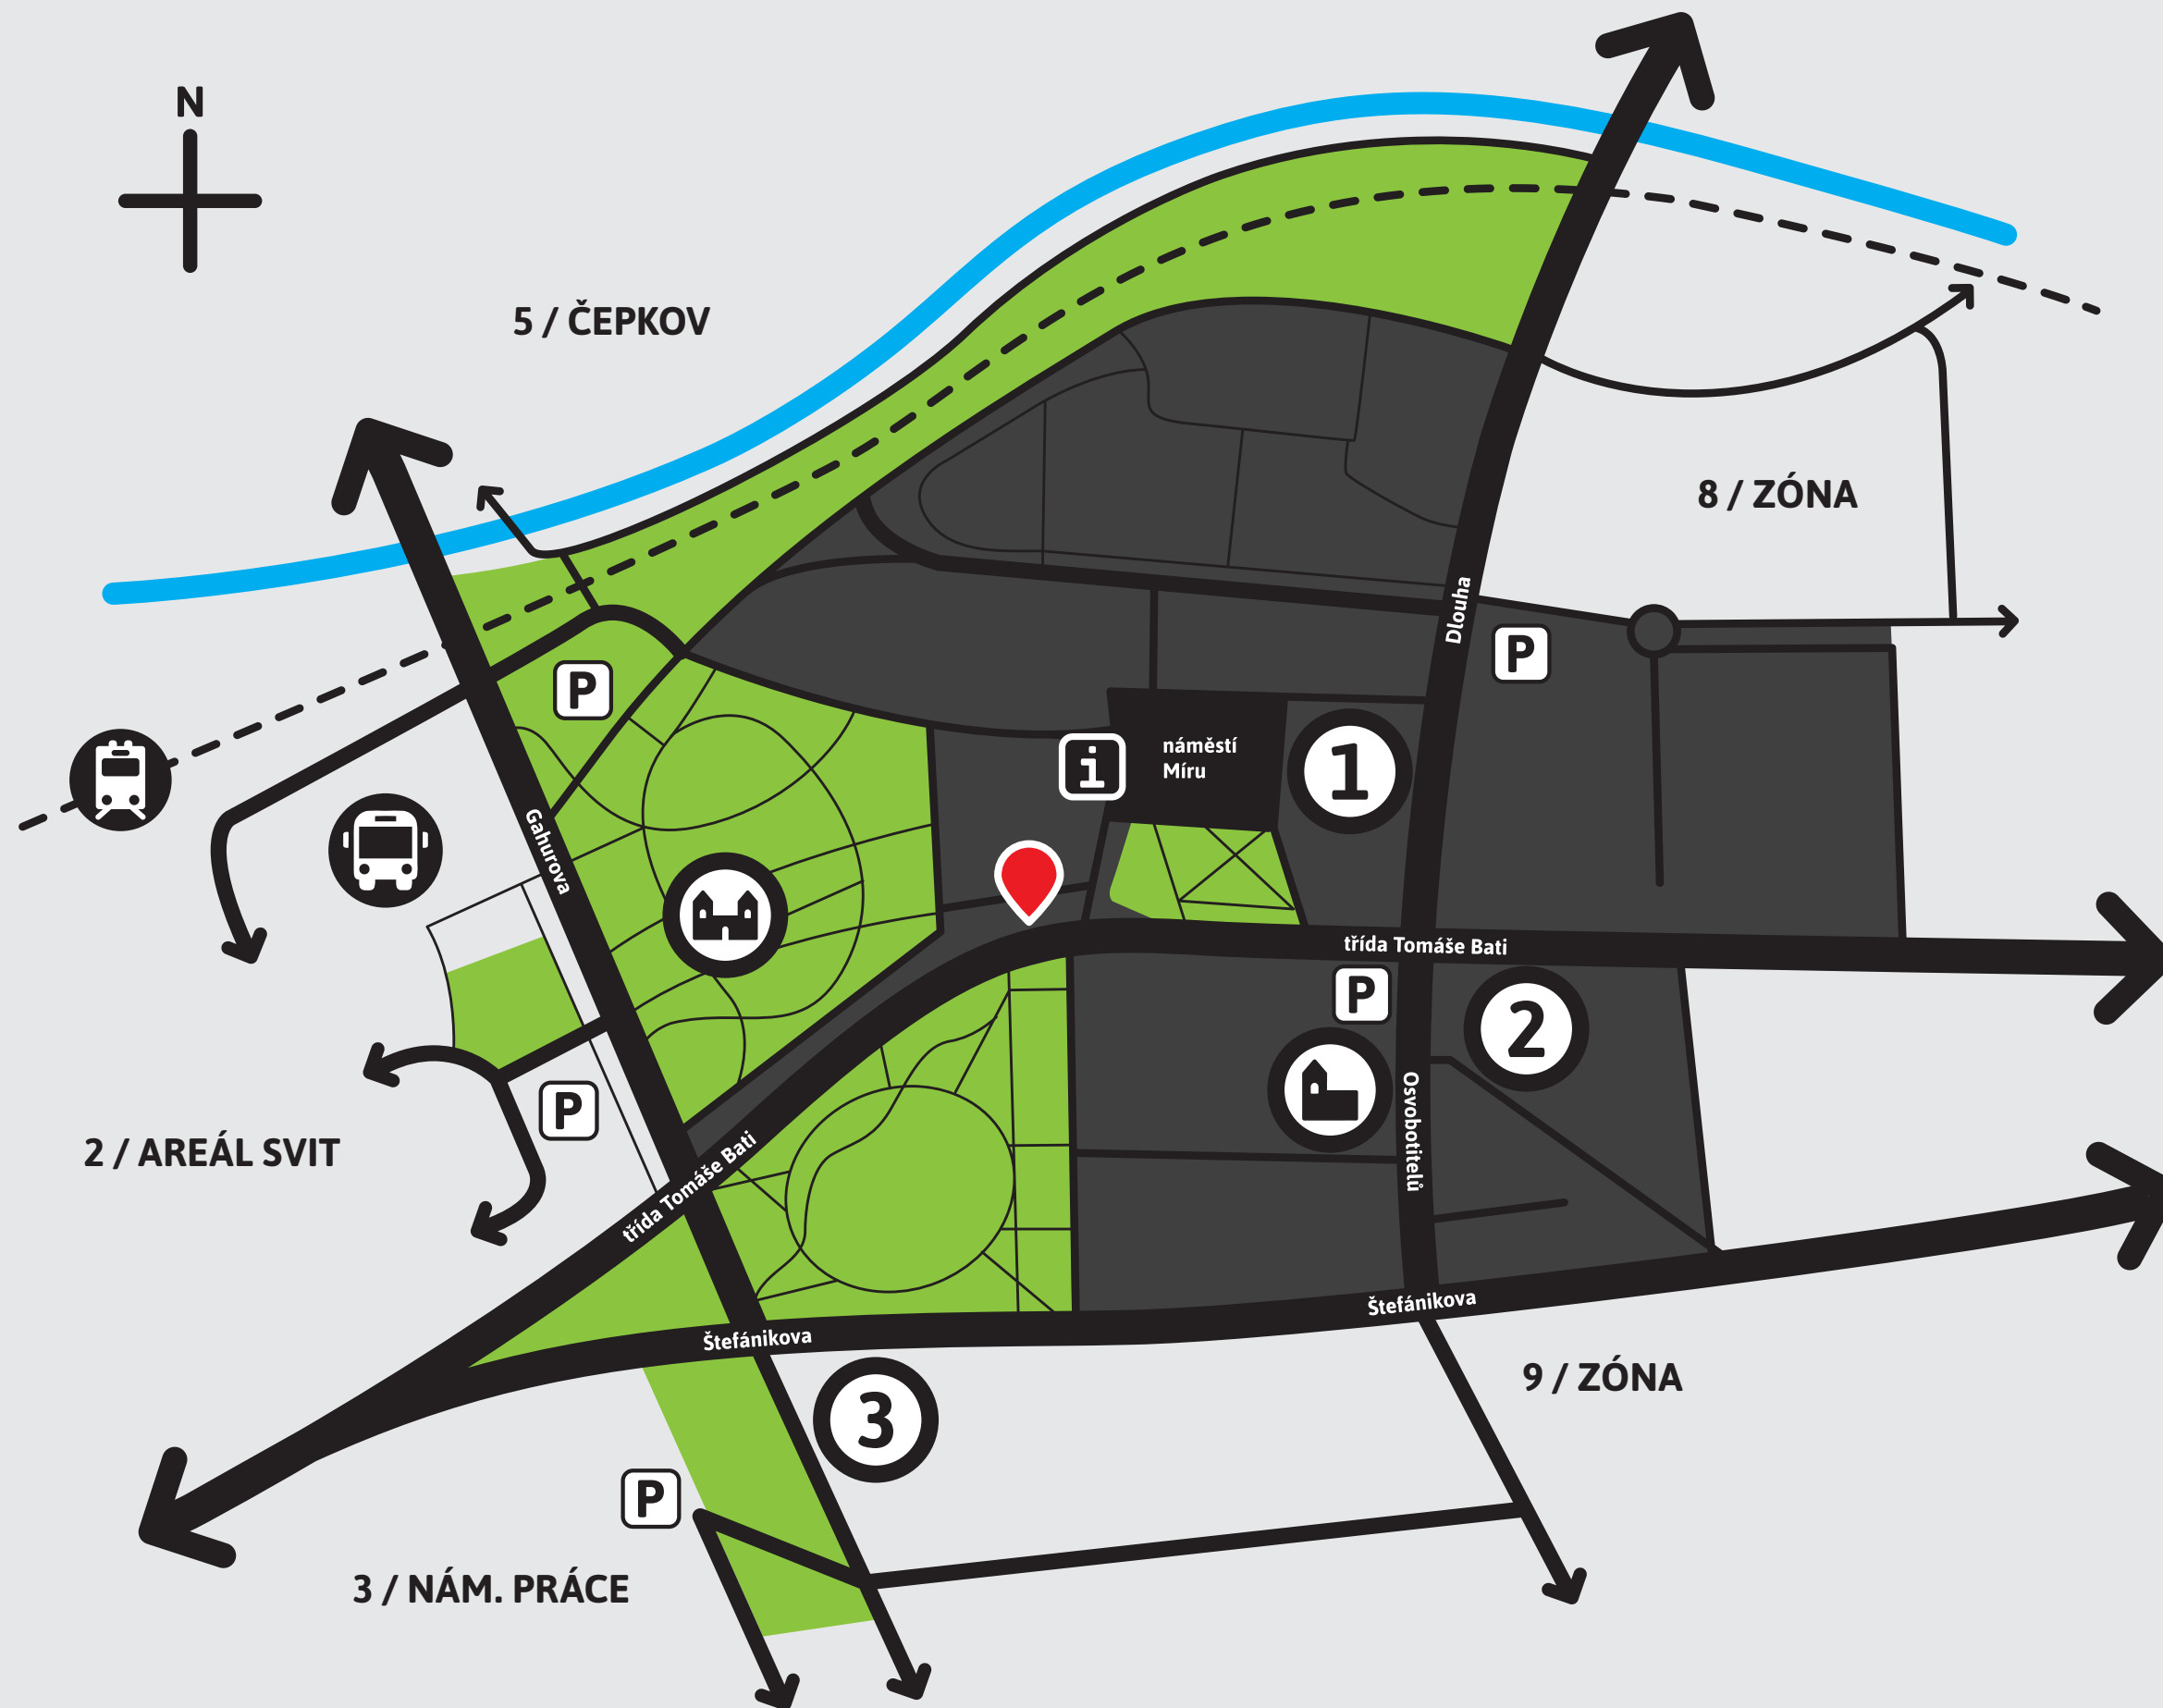 N
5 / ČEPKOV
8 / ZÓNA
Dlouha
P
P
náměstí
Míru
i
1
Gahurova
třída Tomáše Bati
P
2
Osvobotitelů
P
2 / AREÁL SVIT
třída Tomáše Bati
Štefánikova
Štefánikova
9 / ZÓNA
3
P
3 / NÁM. PRÁCE